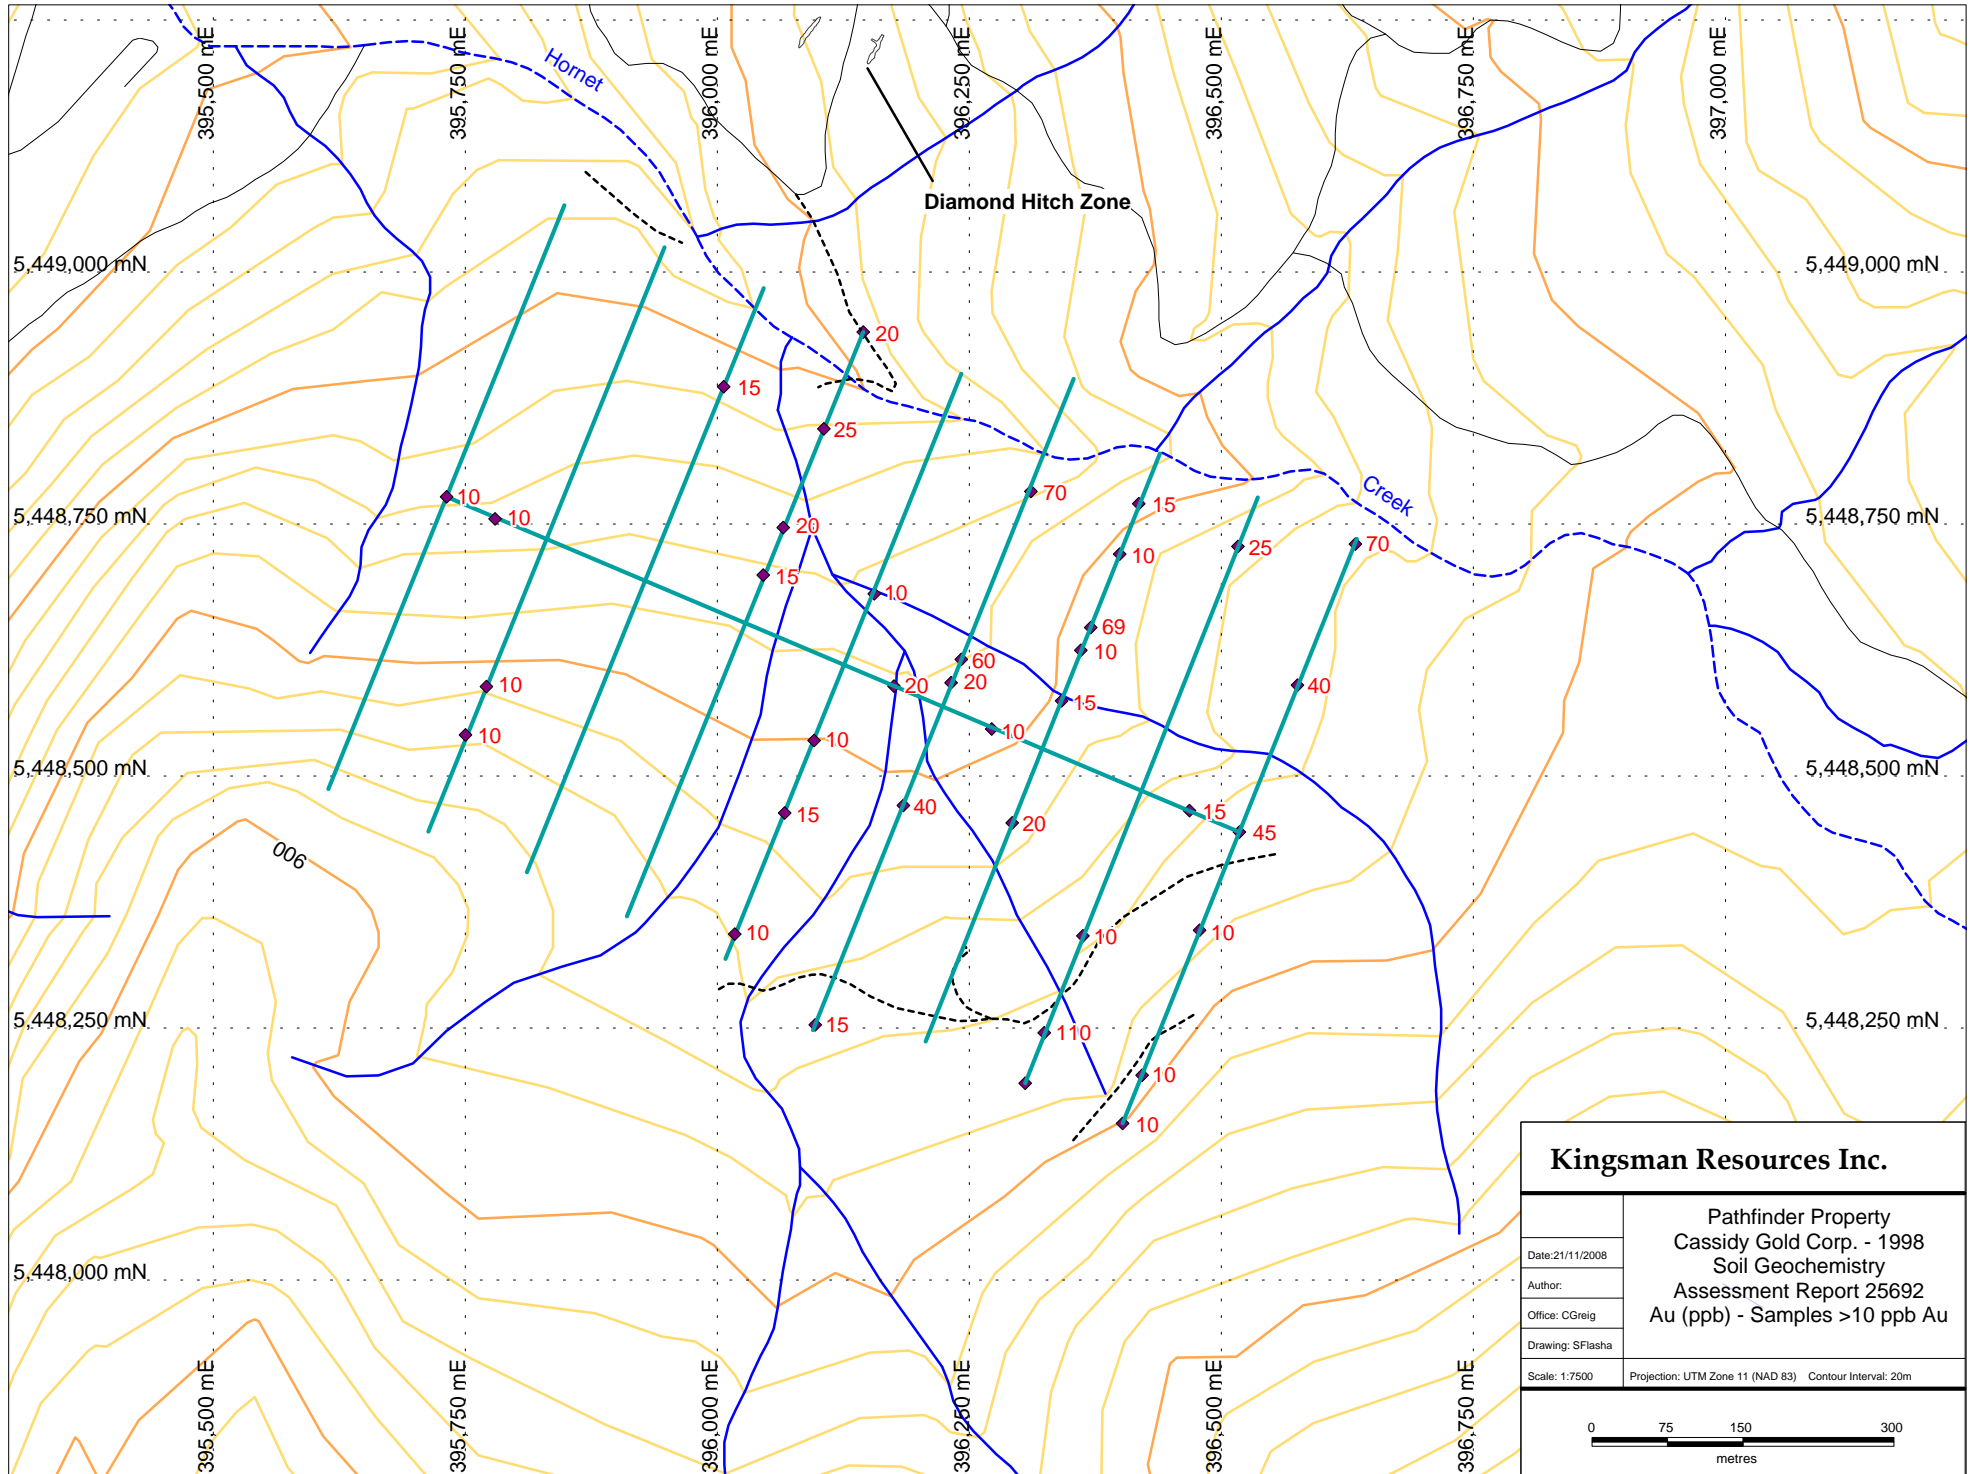 395,500 mE
395,750 mE
396,000 mE
396,250 mE
396,500 mE
396,750 mE
397,000 mE
Hornet
Diamond Hitch Zone
5,449,000 mN
5,449,000 mN
20
15
25
10
10
70
15
Creek
5,448,750 mN
5,448,750 mN
20
10
25
70
15
10
69
10
60
10
20
20
40
15
10
10
10
5,448,500 mN
5,448,500 mN
15
40
20
15
45
900
10
10
10
5,448,250 mN
5,448,250 mN
15
110
10
10
5,448,000 mN
395,500 mE
395,750 mE
396,000 mE
396,250 mE
396,500 mE
396,750 mE
Kingsman Resources Inc.
Pathfinder Property
Cassidy Gold Corp. - 1998
Soil Geochemistry
Assessment Report 25692
Au (ppb) - Samples >10 ppb Au
Date:21/11/2008
Author:
Office: CGreig
Drawing: SFlasha
Scale: 1:7500
Projection: UTM Zone 11 (NAD 83) Contour Interval: 20m
0 75 150 300
metres